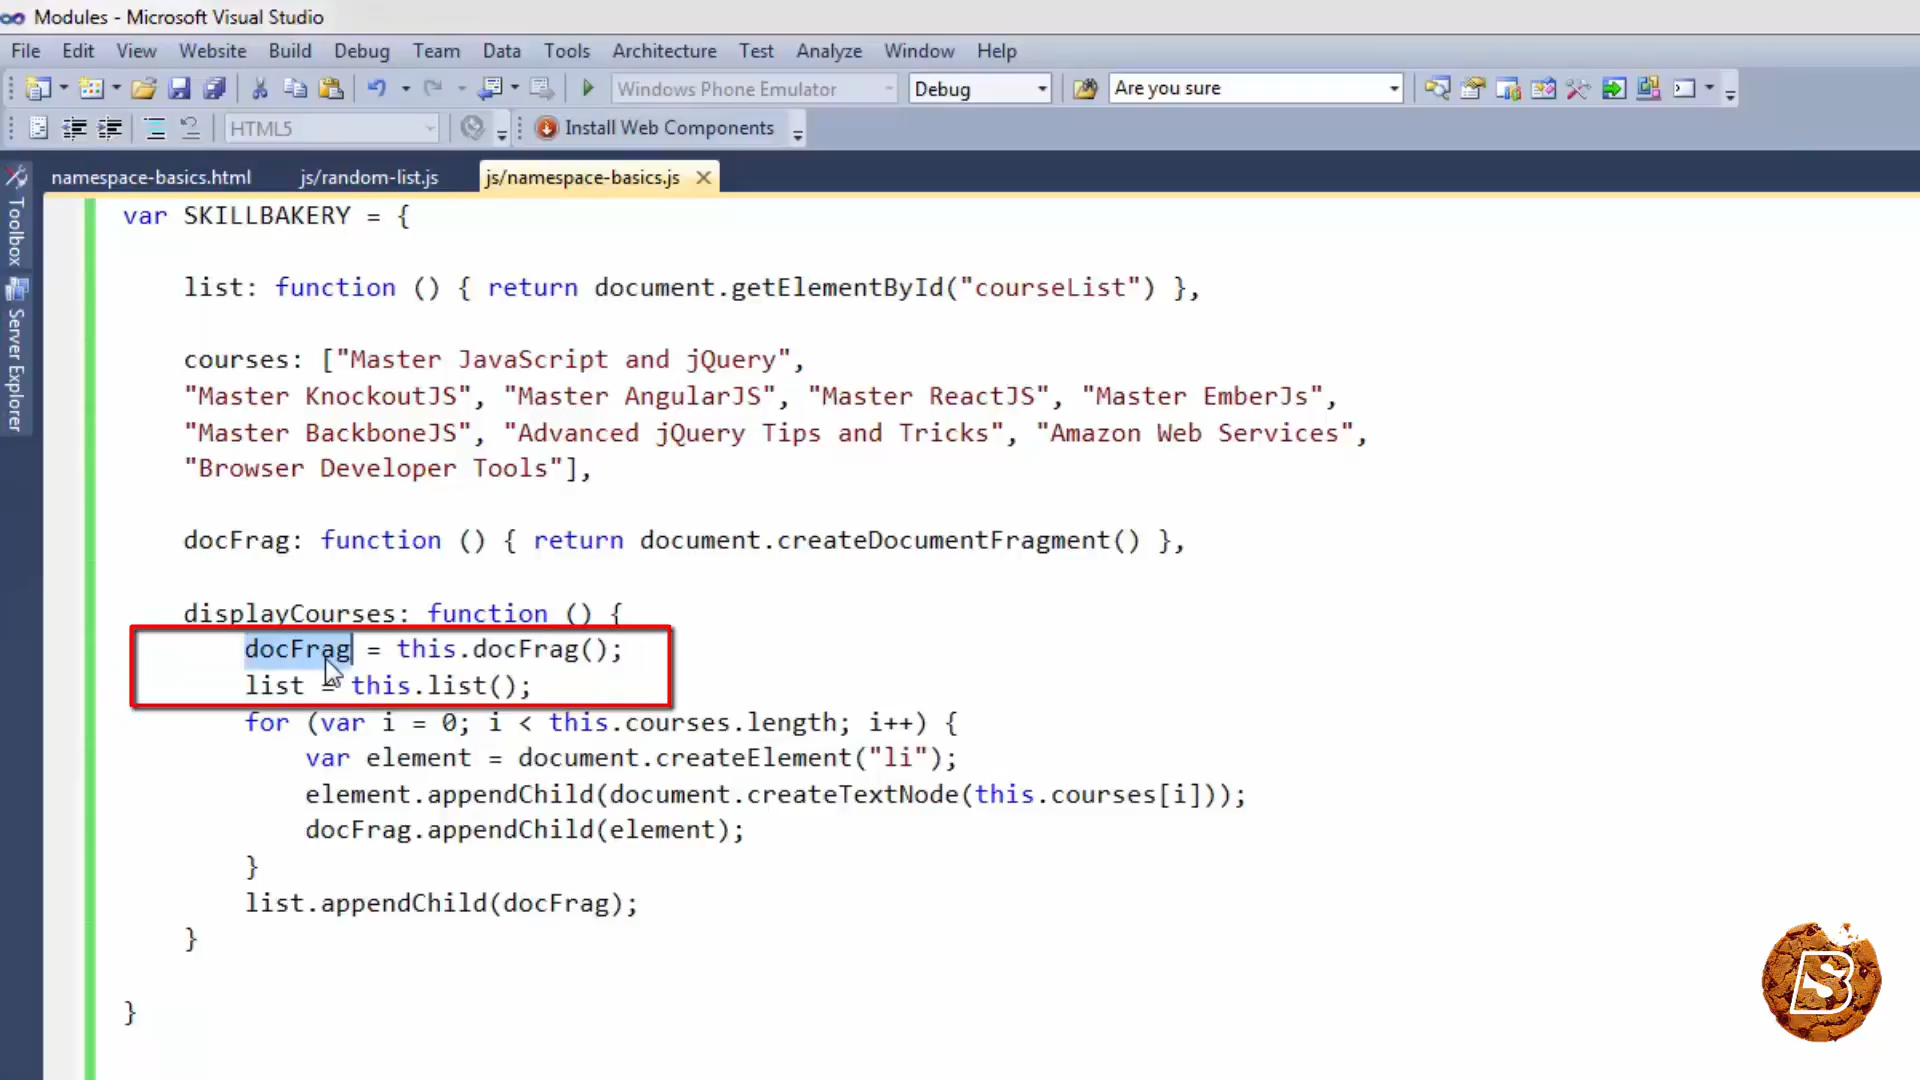 Modules - Microsoft Visual Studio
File Edit View Website Build Debug Team Data Tools Architecture Test Analyze Window Help
Windows Phone Emulator Debug Are you sure
HTML5 Install Web Components
namespace-basics.html js/random-list.js js/namespace-basics.js
Toolbox
Server Explorer
var SKILLBAKERY = {
list: function () { return document.getElementById("courseList") },
courses: ["Master JavaScript and jQuery",
"Master KnockoutJS", "Master AngularJS", "Master ReactJS", "Master EmberJs",
"Master BackboneJS", "Advanced jQuery Tips and Tricks", "Amazon Web Services",
"Browser Developer Tools"],
docFrag: function () { return document.createDocumentFragment() },
displayCourses: function () {
docFrag = this.docFrag();
list = this.list();
for (var i = 0; i < this.courses.length; i++) {
var element = document.createElement("li");
element.appendChild(document.createTextNode(this.courses[i]));
docFrag.appendChild(element);
}
list.appendChild(docFrag);
}
}